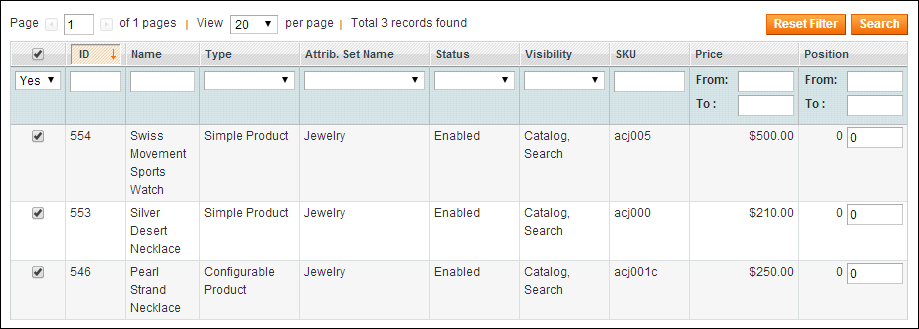 Page 1 of 1 pages | View 20 per page | Total 3 records found Reset Filter Search
ID Name Type Attrib. Set Name Status Visibility SKU Price Position
Yes From: From:
To : To :
554 Swiss Simple Product Jewelry Enabled Catalog, acj005 $500.00 0 0
Movement Search
Sports
Watch
553 Silver Simple Product Jewelry Enabled Catalog, acj000 $210.00 0 0
Desert Search
Necklace
546 Pearl Configurable Jewelry Enabled Catalog, acj001c $250.00 0 0
Strand Product Search
Necklace